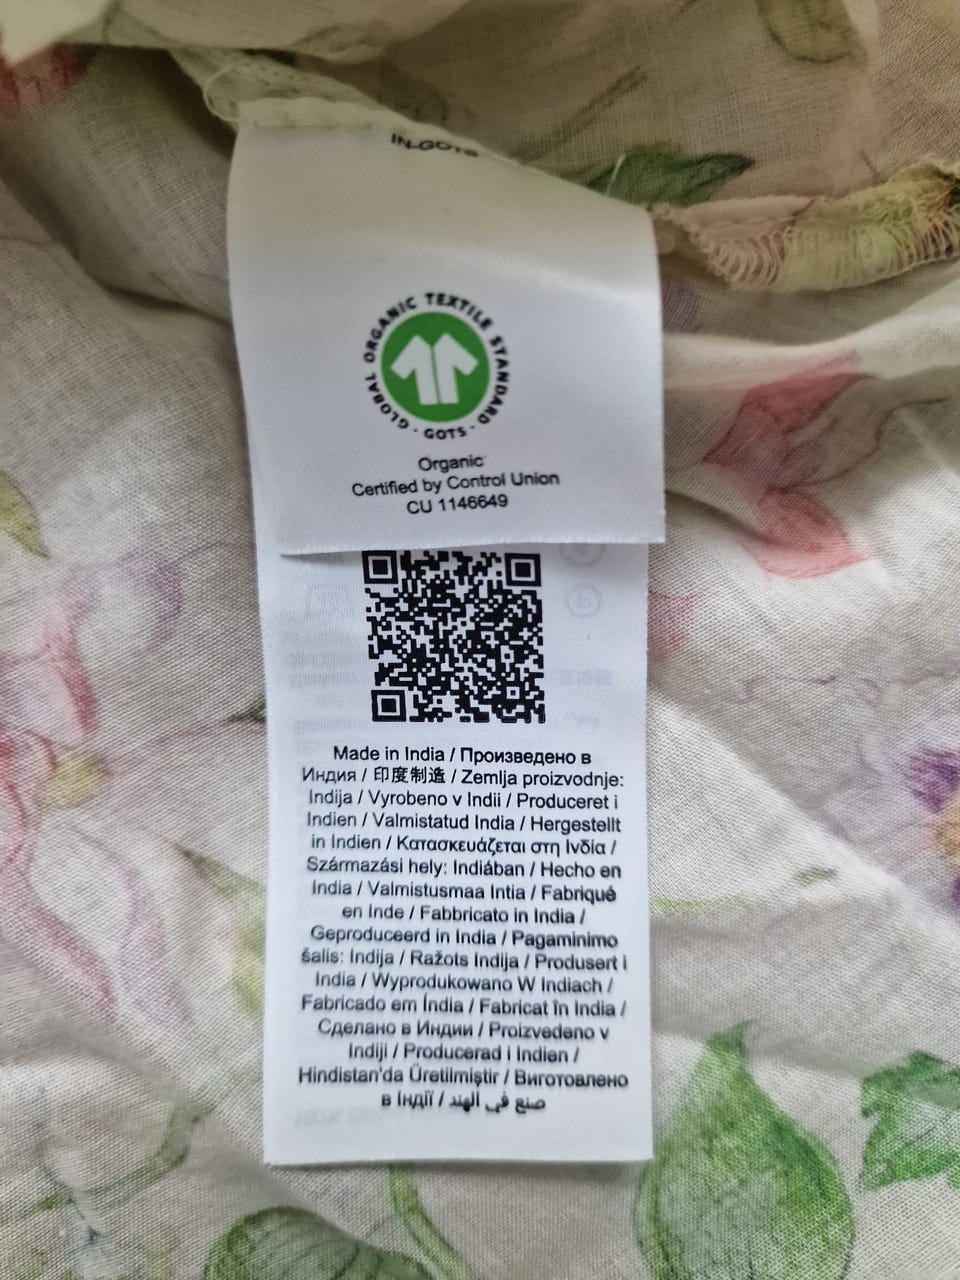 IN-GOTS
GLOBAL ORGANIC TEXTILE STANDARD · GOTS ·
Organic
Certified by Control Union
CU 1146649
Made in India / Произведено в
Индия / 印度制造 / Zemlja proizvodnje:
Indija / Vyrobeno v Indii / Produceret i
Indien / Valmistatud India / Hergestellt
in Indien / Κατασκευάζεται στη Ινδία /
Származási hely: Indiában / Hecho en
India / Valmistusmaa Intia / Fabriqué
en Inde / Fabbricato in India /
Geproduceerd in India / Pagaminimo
šalis: Indija / Ražots Indija / Produsert i
India / Wyprodukowano W Indiach /
Fabricado em Índia / Fabricat în India /
Сделано в Индии / Proizvedeno v
Indiji / Producerad i Indien /
Hindistan'da Üretilmiştir / Виготовлено
в Індії / صنع في الهند